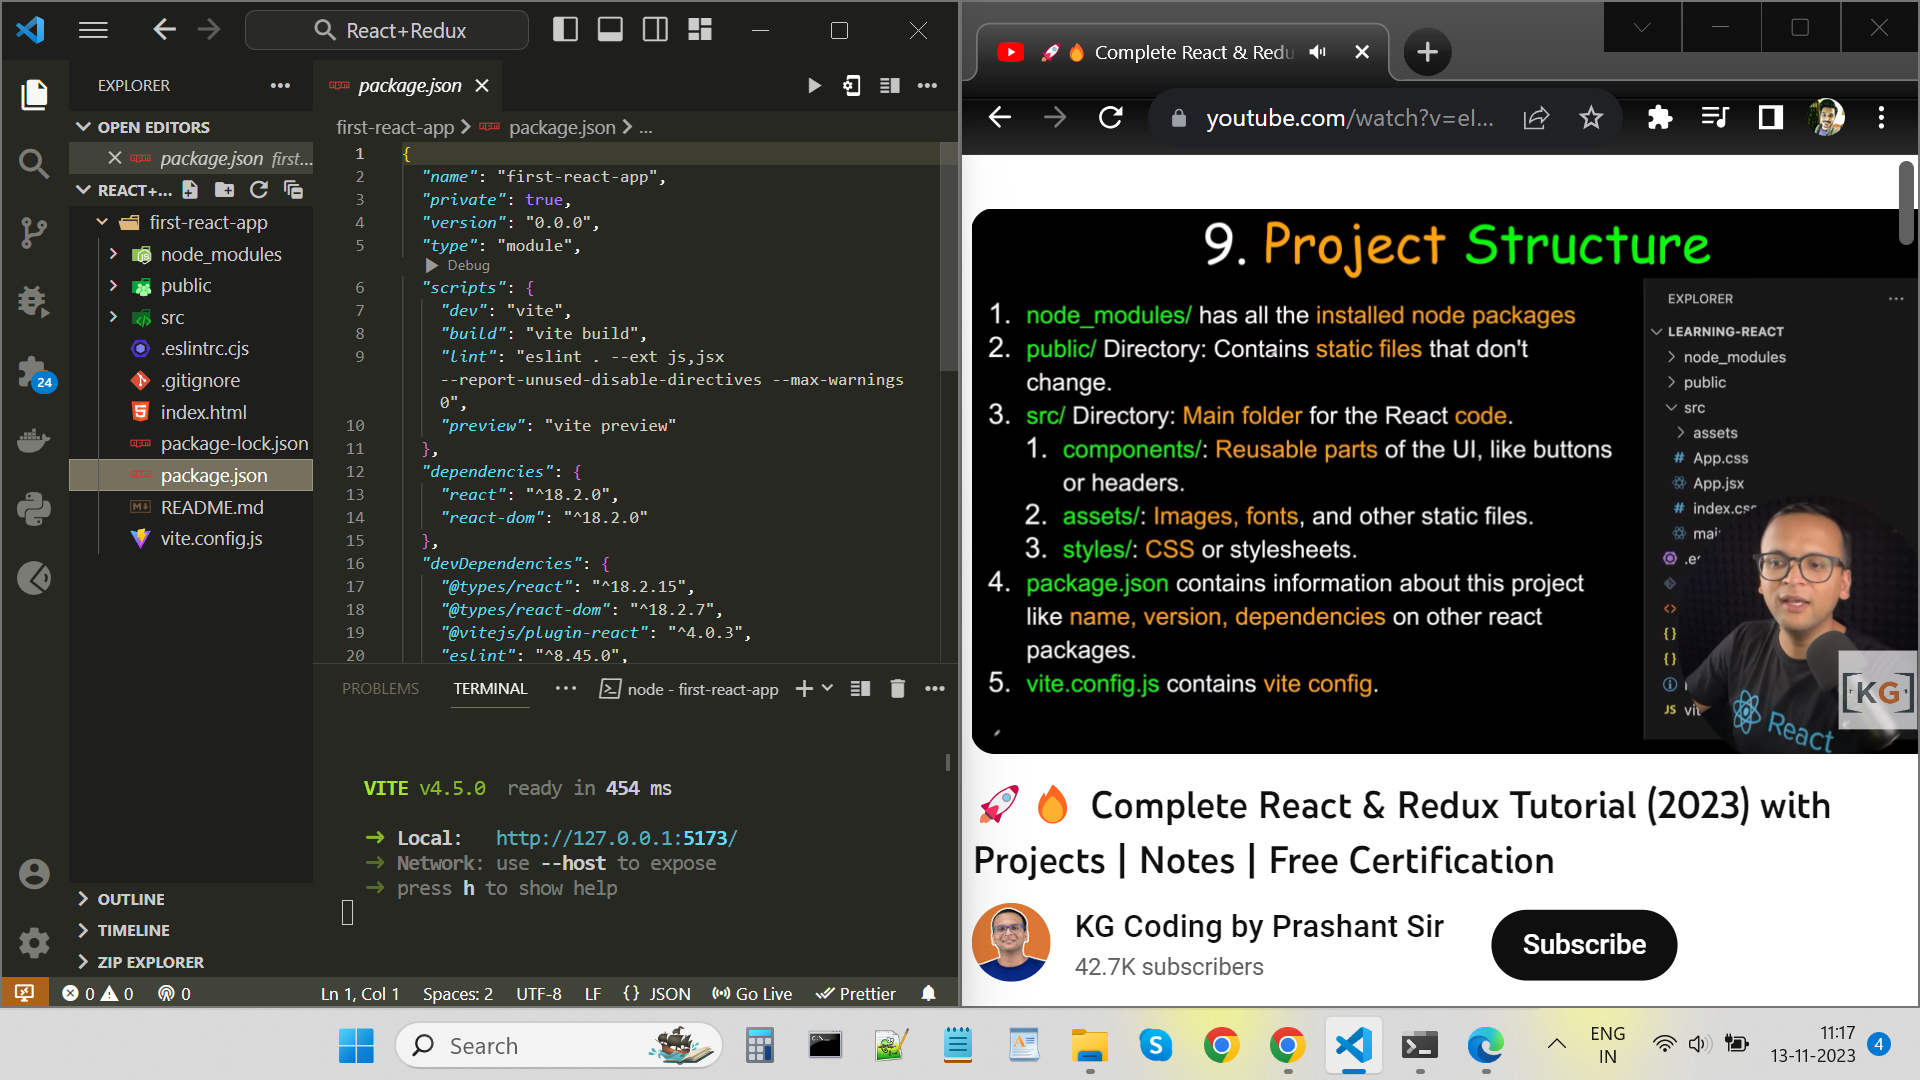 React+Redux
EXPLORER
package.json
OPEN EDITORS
package.json first...
REACT+...
first-react-app
node_modules
public
src
.eslintrc.cjs
.gitignore
index.html
package-lock.json
package.json
README.md
vite.config.js
OUTLINE
TIMELINE
ZIP EXPLORER
24
first-react-app > package.json > ...
1 {
2 "name": "first-react-app",
3 "private": true,
4 "version": "0.0.0",
5 "type": "module",
Debug
6 "scripts": {
7 "dev": "vite",
8 "build": "vite build",
9 "lint": "eslint . --ext js,jsx
--report-unused-disable-directives --max-warnings
0",
10 "preview": "vite preview"
11 },
12 "dependencies": {
13 "react": "^18.2.0",
14 "react-dom": "^18.2.0"
15 },
16 "devDependencies": {
17 "@types/react": "^18.2.15",
18 "@types/react-dom": "^18.2.7",
19 "@vitejs/plugin-react": "^4.0.3",
20 "eslint": "^8.45.0",
PROBLEMS TERMINAL ... node - first-react-app
VITE v4.5.0 ready in 454 ms
➜ Local: http://127.0.0.1:5173/
➜ Network: use --host to expose
➜ press h to show help
0 0 0 Ln 1, Col 1 Spaces: 2 UTF-8 LF {} JSON Go Live Prettier
Complete React & Redu
youtube.com/watch?v=el...
9. Project Structure
1. node_modules/ has all the installed node packages
2. public/ Directory: Contains static files that don't
change.
3. src/ Directory: Main folder for the React code.
1. components/: Reusable parts of the UI, like buttons
or headers.
2. assets/: Images, fonts, and other static files.
3. styles/: CSS or stylesheets.
4. package.json contains information about this project
like name, version, dependencies on other react
packages.
5. vite.config.js contains vite config.
EXPLORER ...
LEARNING-REACT
node_modules
public
src
assets
# App.css
App.jsx
# index.css
mai
.e
{}
{}
JS vit
React
KG
🚀 🔥 Complete React & Redux Tutorial (2023) with
Projects | Notes | Free Certification
KG Coding by Prashant Sir
42.7K subscribers
Subscribe
Search
ENG
IN
11:17
13-11-2023
4